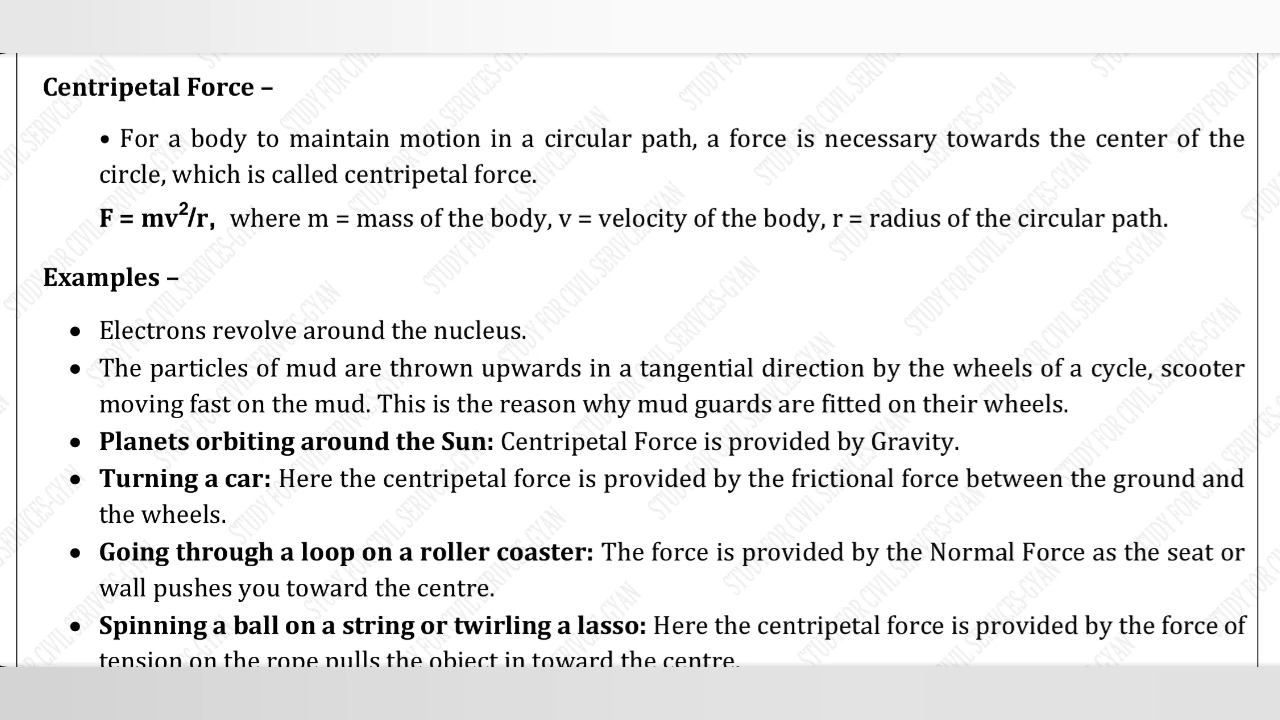 Centripetal Force –
• For a body to maintain motion in a circular path, a force is necessary towards the center of the
circle, which is called centripetal force.
F = mv²/r, where m = mass of the body, v = velocity of the body, r = radius of the circular path.
Examples –
• Electrons revolve around the nucleus.
• The particles of mud are thrown upwards in a tangential direction by the wheels of a cycle, scooter
moving fast on the mud. This is the reason why mud guards are fitted on their wheels.
• Planets orbiting around the Sun: Centripetal Force is provided by Gravity.
• Turning a car: Here the centripetal force is provided by the frictional force between the ground and
the wheels.
• Going through a loop on a roller coaster: The force is provided by the Normal Force as the seat or
wall pushes you toward the centre.
• Spinning a ball on a string or twirling a lasso: Here the centripetal force is provided by the force of
tension on the rope pulls the object in toward the centre.
STUDY FOR CIVIL SERIVCES-GYAN